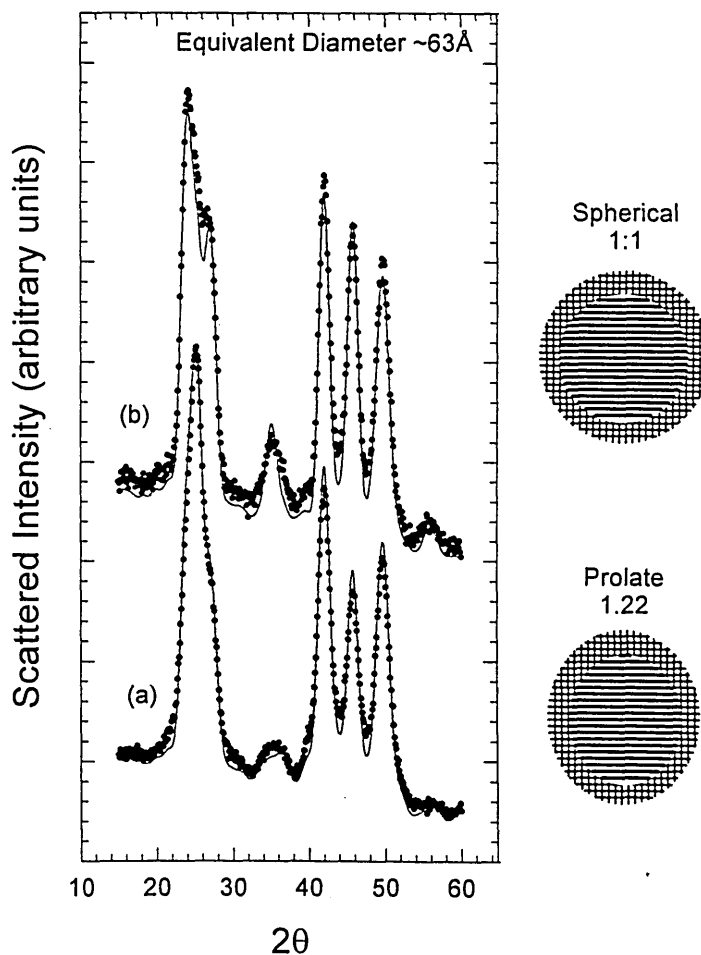 Equivalent Diameter ~63Å
Scattered Intensity (arbitrary units)
(b)
(a)
10 20 30 40 50 60
2θ
Spherical
1:1
Prolate
1.22